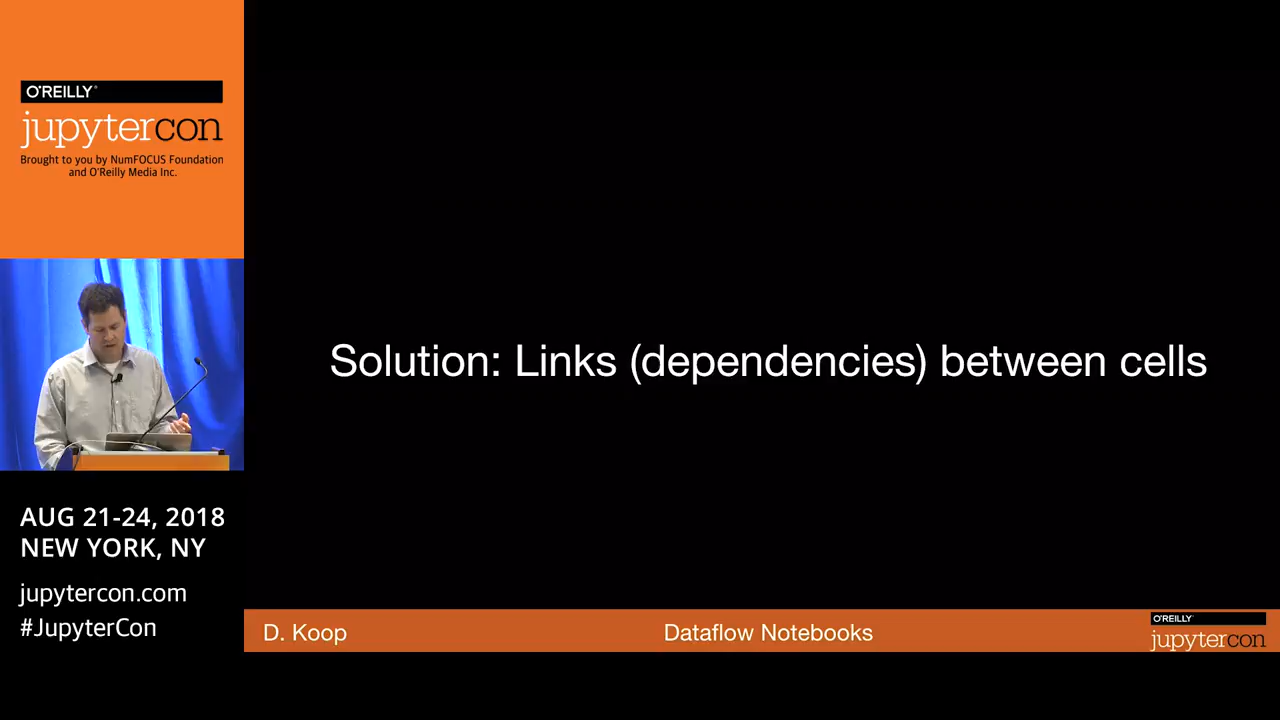 O'REILLY®
jupytercon
Brought to you by NumFOCUS Foundation
and O'Reilly Media Inc.
AUG 21-24, 2018
NEW YORK, NY
jupytercon.com
#JupyterCon
Solution: Links (dependencies) between cells
D. Koop
Dataflow Notebooks
O'REILLY®
jupytercon